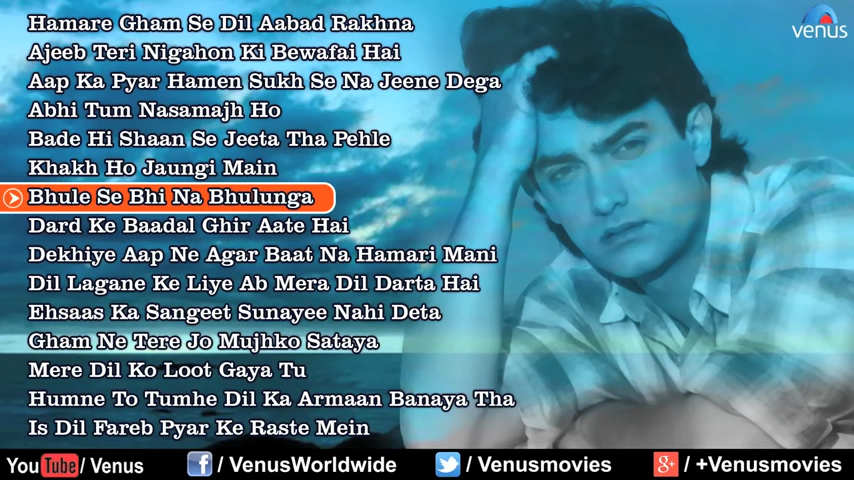 Hamare Gham Se Dil Aabad Rakhna
venus
Ajeeb Teri Nigahon Ki Bewafai Hai
Aap Ka Pyar Hamen Sukh Se Na Jeene Dega
Abhi Tum Nasamajh Ho
Bade Hi Shaan Se Jeeta Tha Pehle
Khakh Ho Jaungi Main
Bhule Se Bhi Na Bhulunga
Dard Ke Baadal Ghir Aate Hai
Dekhiye Aap Ne Agar Baat Na Hamari Mani
Dil Lagane Ke Liye Ab Mera Dil Darta Hai
Ehsaas Ka Sangeet Sunayee Nahi Deta
Gham Ne Tere Jo Mujhko Sataya
Mere Dil Ko Loot Gaya Tu
Humne To Tumhe Dil Ka Armaan Banaya Tha
Is Dil Fareb Pyar Ke Raste Mein
You Tube / Venus f / VenusWorldwide / Venusmovies g+ / +Venusmovies